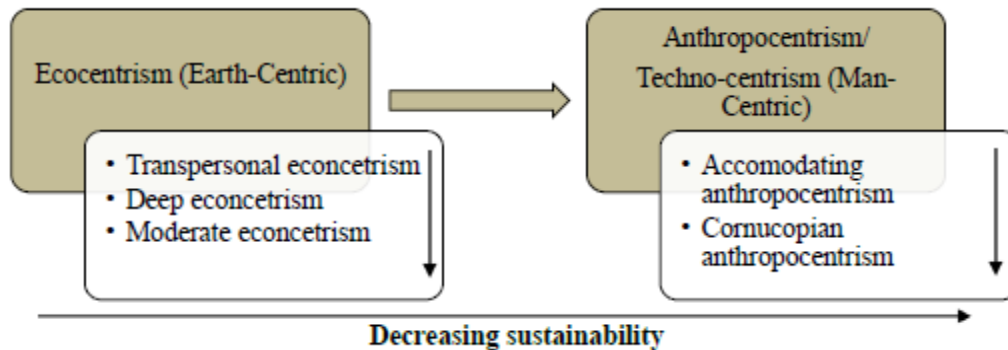 Ecocentrism (Earth-Centric)
• Transpersonal econcetrism
• Deep econcetrism
• Moderate econcetrism
Anthropocentrism/
Techno-centrism (Man-
Centric)
• Accomodating
anthropocentrism
• Cornucopian
anthropocentrism
Decreasing sustainability